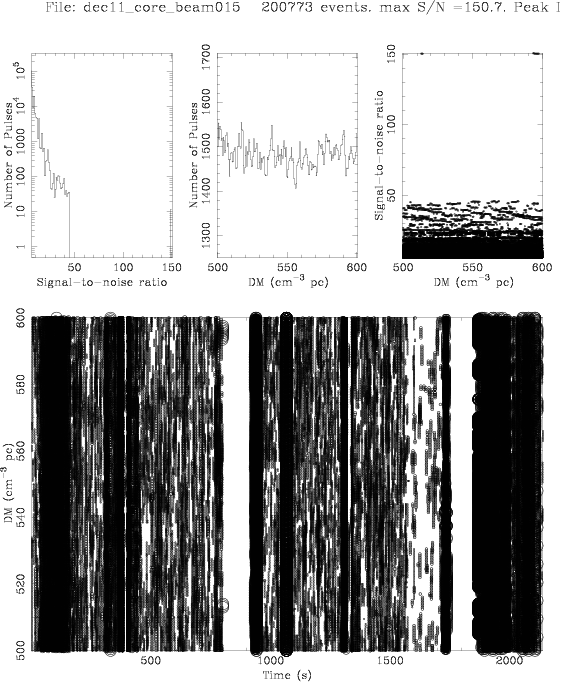 File: dec11_core_beam015 200773 events. max S/N =150.7. Peak
Number of Pulses
10⁵
10⁴
1000
100
10
1
50 100 150
Signal-to-noise ratio
Number of Pulses
1700
1600
1500
1400
1300
500 550 600
DM (cm⁻³ pc)
Signal-to-noise ratio
150
100
50
500 550 600
DM (cm⁻³ pc)
DM (cm⁻³ pc)
600
580
560
540
520
500
500 1000 1500 2000
Time (s)